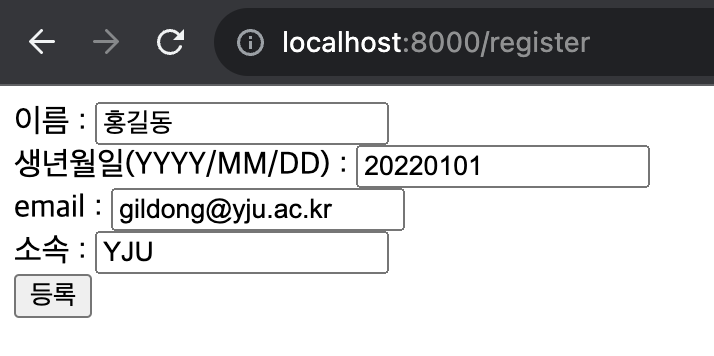 localhost:8000/register
이름 : 홍길동
생년월일(YYYY/MM/DD) : 20220101
email : gildong@yju.ac.kr
소속 : YJU
등록